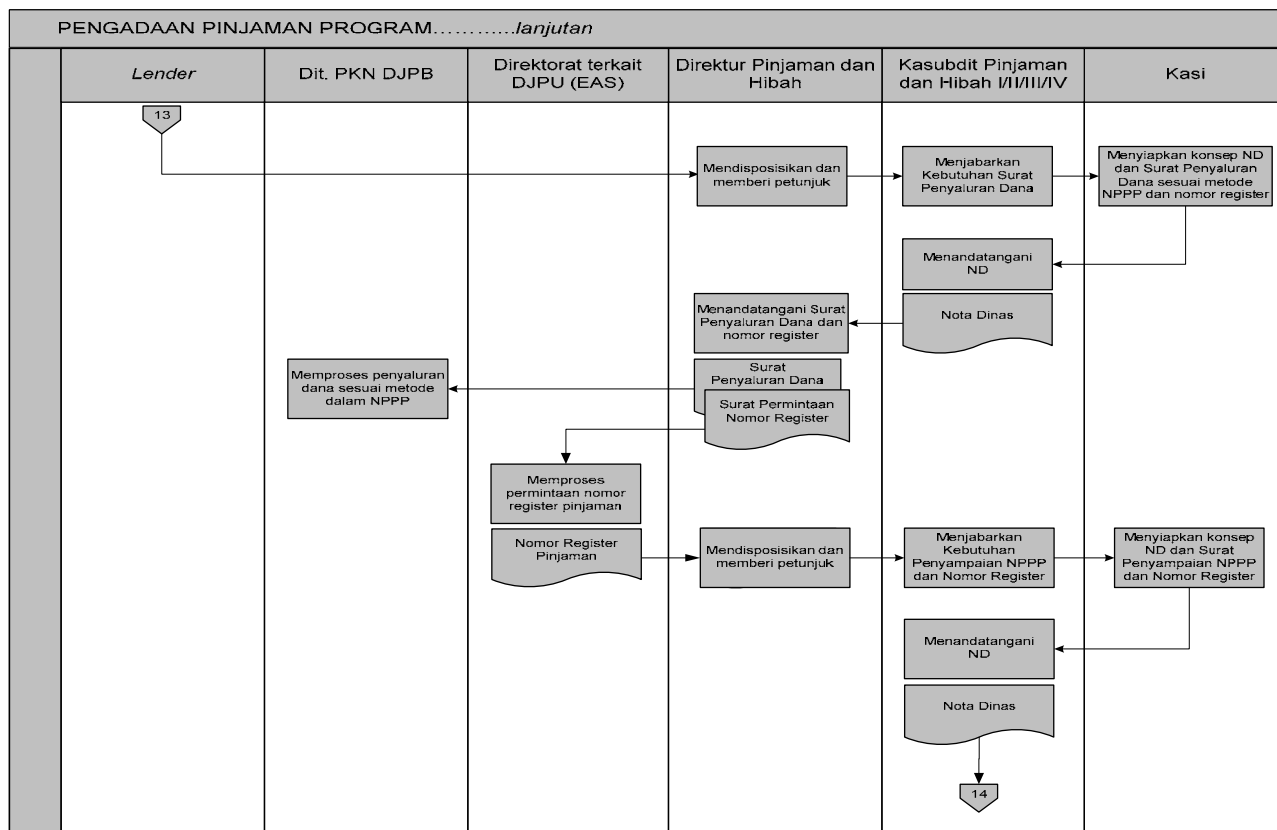 PENGADAAN PINJAMAN PROGRAM............lanjutan
Lender
Dit. PKN DJPB
Direktorat terkait
DJPU (EAS)
Direktur Pinjaman dan
Hibah
Kasubdit Pinjaman
dan Hibah I/II/III/IV
Kasi
13
Mendisposisikan dan
memberi petunjuk
Menjabarkan
Kebutuhan Surat
Penyaluran Dana
Menyiapkan konsep ND
dan Surat Penyaluran
Dana sesuai metode
NPPP dan nomor register
Menandatangani
ND
Nota Dinas
Menandatangani Surat
Penyaluran Dana dan
nomor register
Surat
Penyaluran Dana
Surat Permintaan
Nomor Register
Memproses penyaluran
dana sesuai metode
dalam NPPP
Memproses
permintaan nomor
register pinjaman
Nomor Register
Pinjaman
Mendisposisikan dan
memberi petunjuk
Menjabarkan
Kebutuhan
Penyampaian NPPP
dan Nomor Register
Menyiapkan konsep
ND dan Surat
Penyampaian NPPP
dan Nomor Register
Menandatangani
ND
Nota Dinas
14